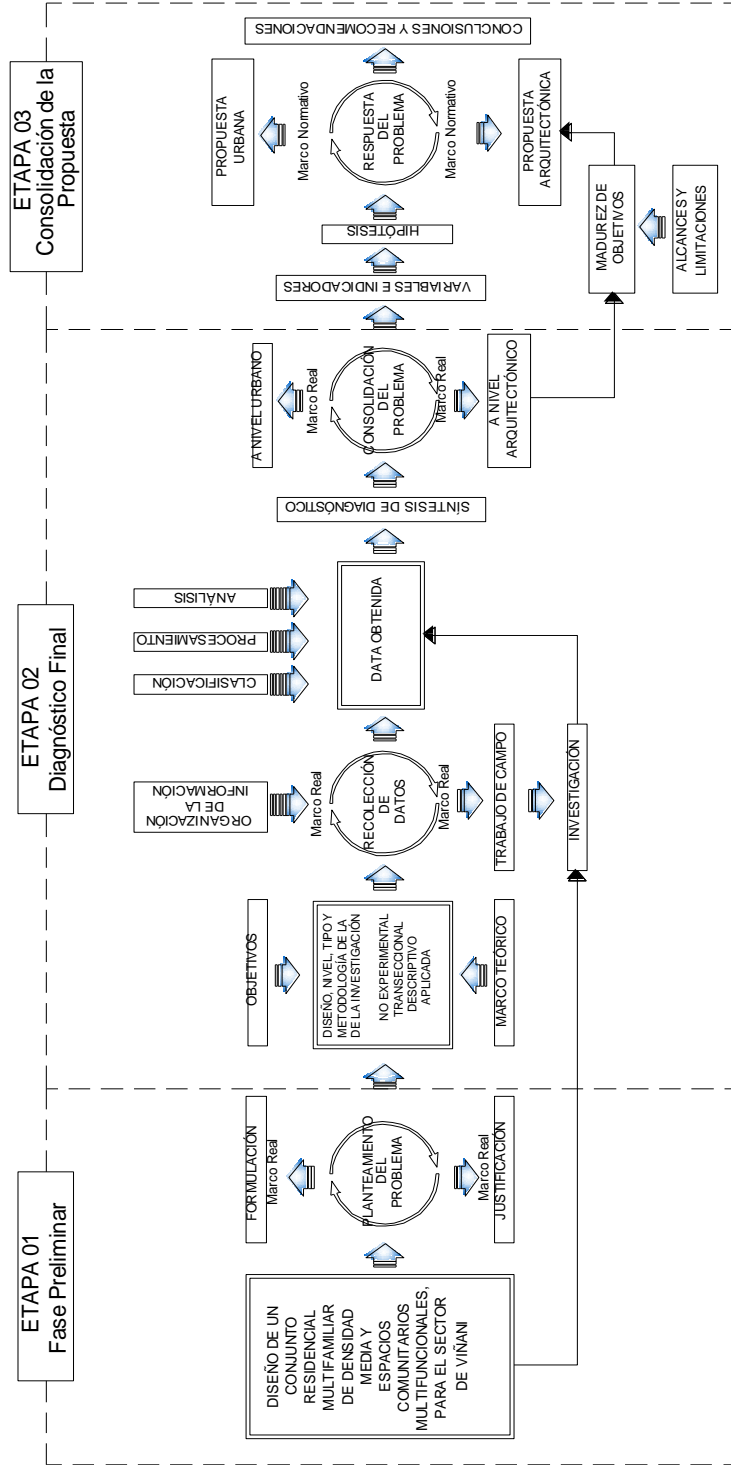 ETAPA 01
Fase Preliminar
DISEÑO DE UN
CONJUNTO
RESIDENCIAL
MULTIFAMILIAR
DE DENSIDAD
MEDIA Y
ESPACIOS
COMUNITARIOS
MULTIFUNCIONALES,
PARA EL SECTOR
DE VIÑANI
FORMULACIÓN
Marco Real
PLANTEAMIENTO
DEL
PROBLEMA
Marco Real
JUSTIFICACIÓN
ETAPA 02
Diagnóstico Final
OBJETIVOS
DISEÑO, NIVEL, TIPO Y
METODOLOGÍA DE LA
DE LA INVESTIGACIÓN
NO EXPERIMENTAL
TRANSECCIONAL
DESCRIPTIVO
APLICADA
MARCO TEÓRICO
ORGANIZACIÓN
DE LA
INFORMACIÓN
Marco Real
RECOLECCIÓN
DE
DATOS
Marco Real
TRABAJO DE CAMPO
INVESTIGACIÓN
CLASIFICACIÓN
PROCESAMIENTO
ANÁLISIS
DATA OBTENIDA
SÍNTESIS DE DIAGNÓSTICO
A NIVEL URBANO
Marco Real
CONSOLIDACIÓN
DEL
PROBLEMA
Marco Real
A NIVEL
ARQUITECTÓNICO
ETAPA 03
Consolidación de la
Propuesta
VARIABLES E INDICADORES
HIPÓTESIS
PROPUESTA
URBANA
Marco Normativo
RESPUESTA
DEL
PROBLEMA
Marco Normativo
PROPUESTA
ARQUITECTÓNICA
CONCLUSIONES Y RECOMENDACIONES
MADUREZ DE
OBJETIVOS
ALCANCES Y
LIMITACIONES